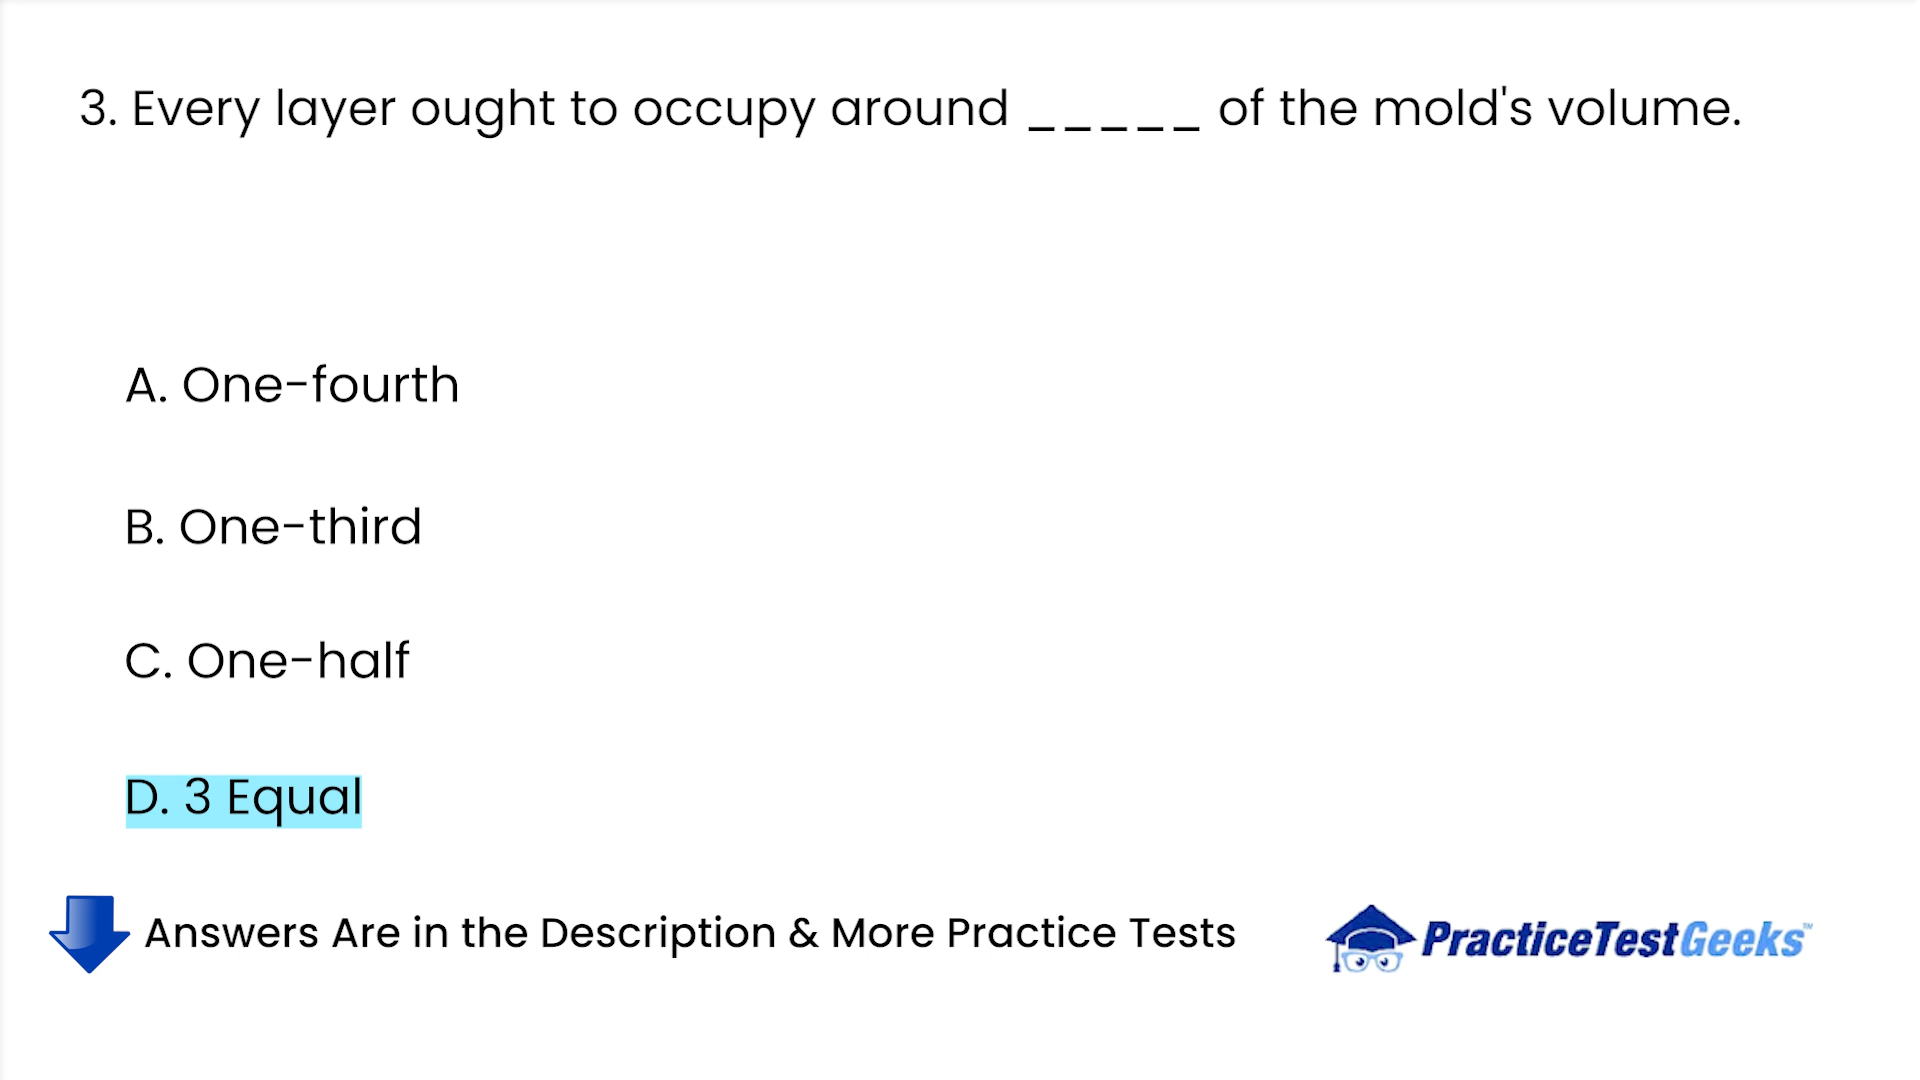 3. Every layer ought to occupy around _____ of the mold's volume.
A. One-fourth
B. One-third
C. One-half
D. 3 Equal
Answers Are in the Description & More Practice Tests
PracticeTestGeeks™